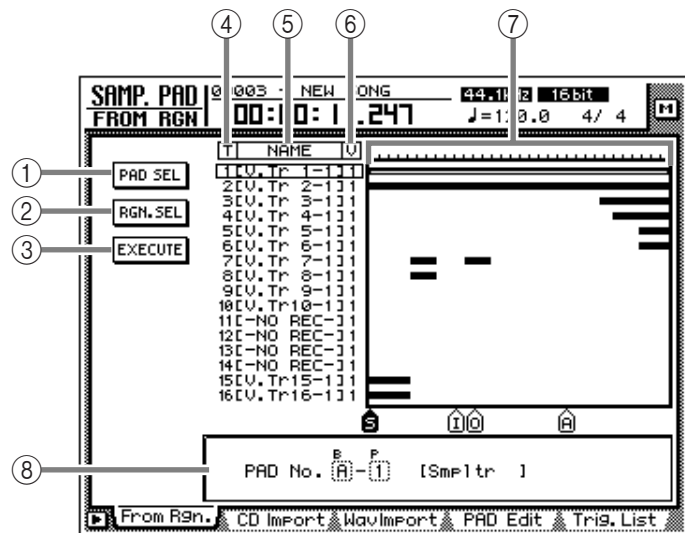 ④ ⑤ ⑥ ⑦
SAMP. PAD 00003 - NEW SONG 44.1kHz 16bit
FROM RGN 4/ 4 M
T NAME V
① PAD SEL
② RGN.SEL
③ EXECUTE
1[V.Tr 1-1]1
2[V.Tr 2-1]1
3[V.Tr 3-1]1
4[V.Tr 4-1]1
5[V.Tr 5-1]1
6[V.Tr 6-1]1
7[V.Tr 7-1]1
8[V.Tr 8-1]1
9[V.Tr 9-1]1
10[V.Tr10-1]1
11[-NO REC-]1
12[-NO REC-]1
13[-NO REC-]1
14[-NO REC-]1
15[V.Tr15-1]1
16[V.Tr16-1]1
S I O A
B P
⑧ PAD No. A-1 [Smpltr ]
From Rgn. CD Import WavImport PAD Edit Trig. List